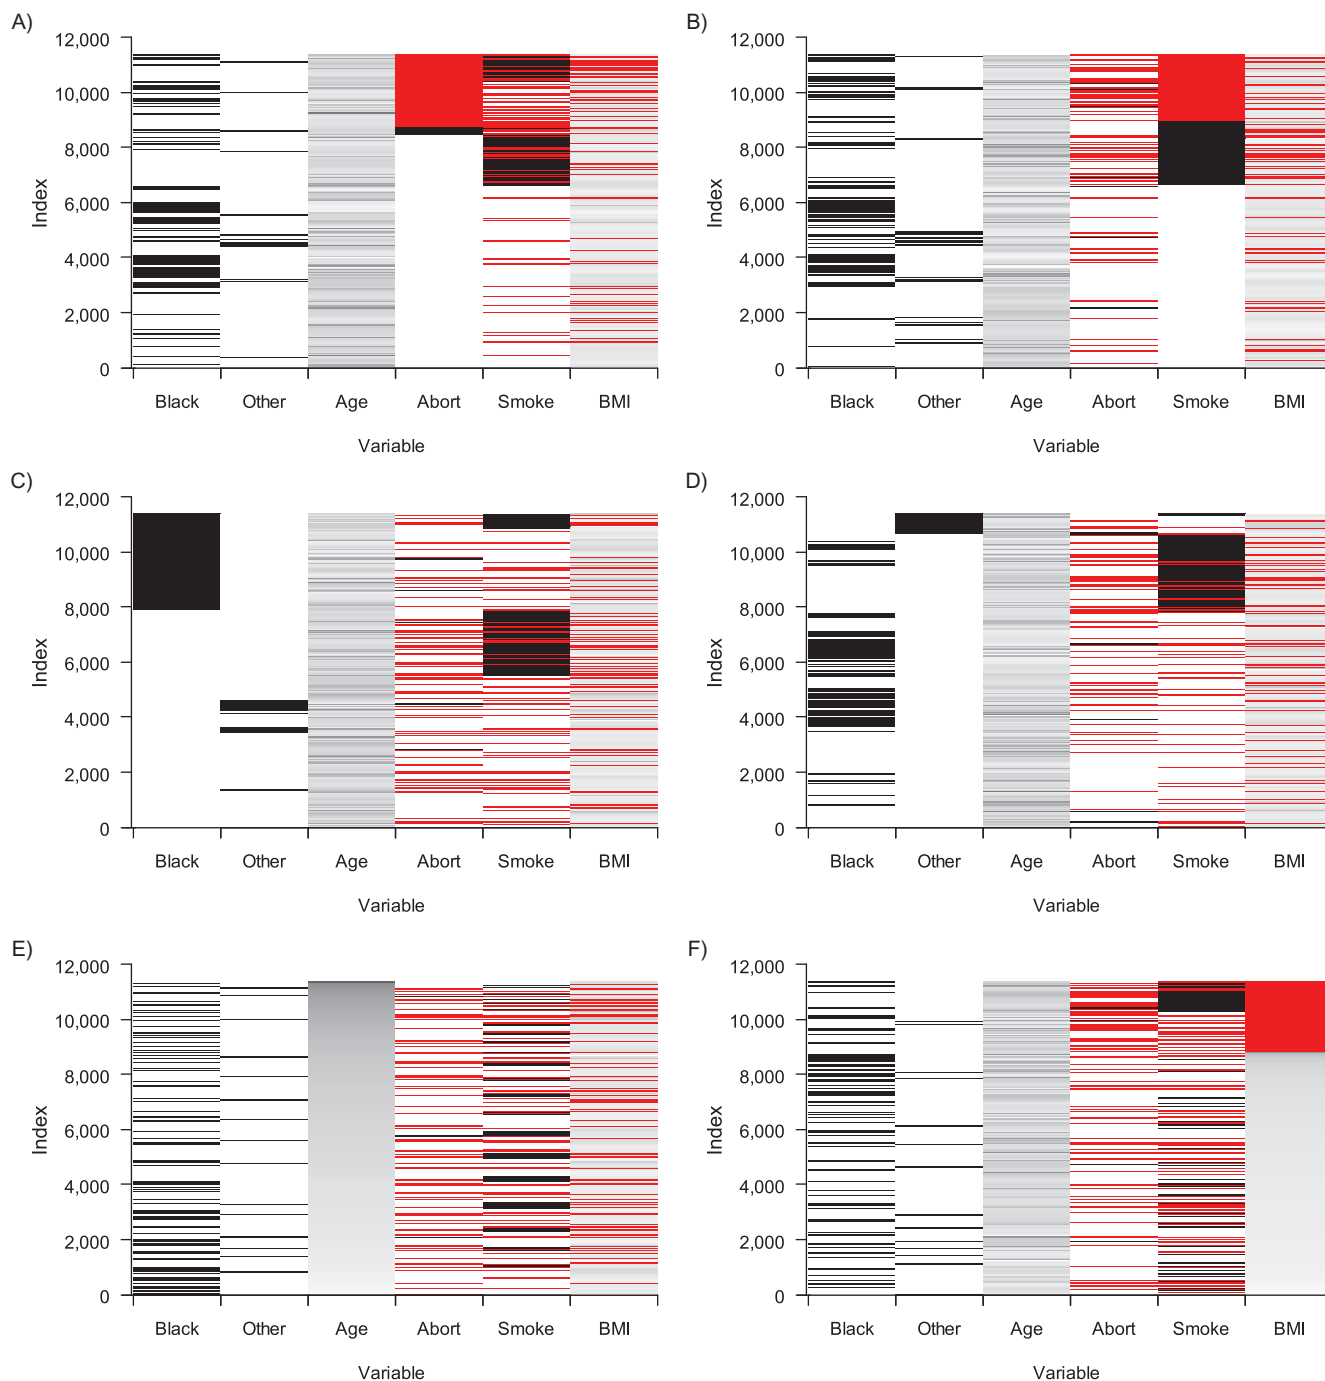 A)
12,000
10,000
8,000
6,000
4,000
2,000
0
Index
Black Other Age Abort Smoke BMI
Variable
B)
12,000
10,000
8,000
6,000
4,000
2,000
0
Index
Black Other Age Abort Smoke BMI
Variable
C)
12,000
10,000
8,000
6,000
4,000
2,000
0
Index
Black Other Age Abort Smoke BMI
Variable
D)
12,000
10,000
8,000
6,000
4,000
2,000
0
Index
Black Other Age Abort Smoke BMI
Variable
E)
12,000
10,000
8,000
6,000
4,000
2,000
0
Index
Black Other Age Abort Smoke BMI
Variable
F)
12,000
10,000
8,000
6,000
4,000
2,000
0
Index
Black Other Age Abort Smoke BMI
Variable